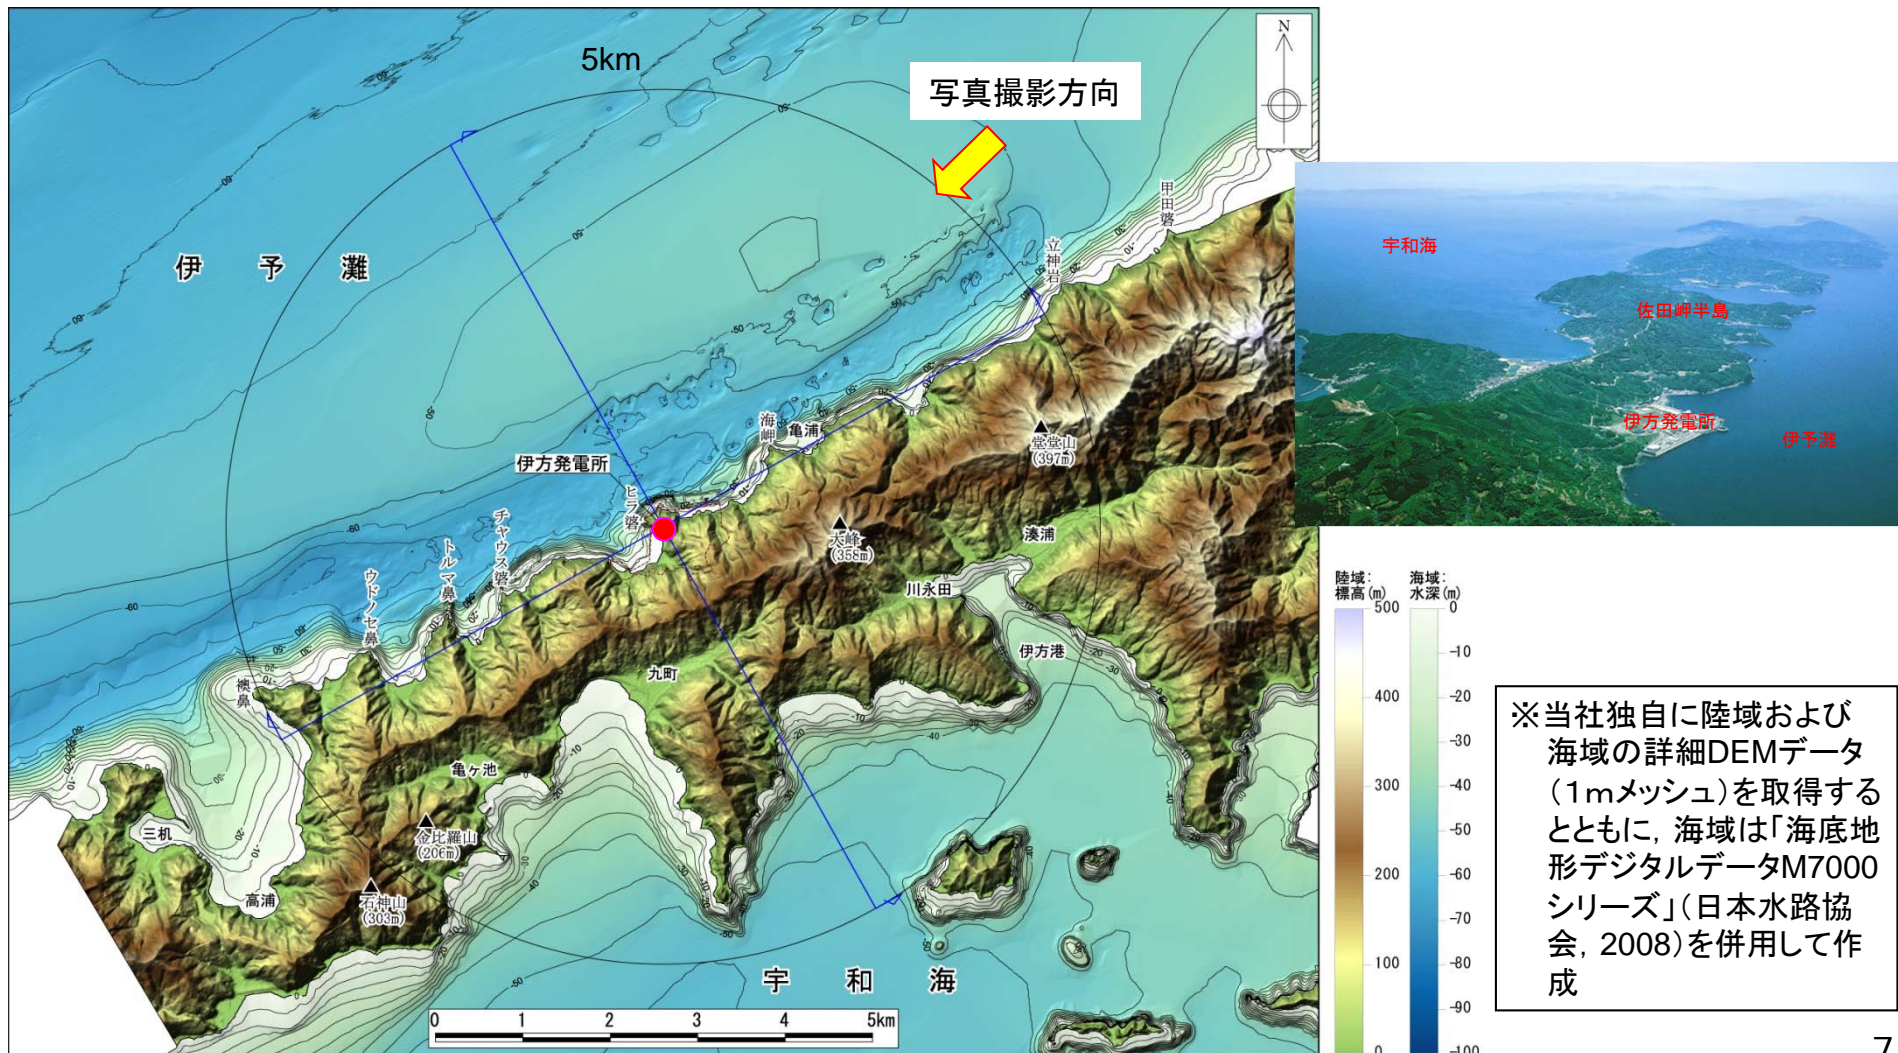 5km
写真撮影方向
N
甲田碆
立神岩
伊予灘
海岬
亀浦
堂堂山
(397m)
伊方発電所
ヒラ碆
大峰
(358m)
湊浦
チャウス碆
トルマ鼻
ウドノセ鼻
川永田
伊方港
九町
襖鼻
亀ヶ池
三机
金比羅山
(206m)
高浦
石神山
(303m)
宇和海
0 1 2 3 4 5km
宇和海
佐田岬半島
伊方発電所
伊予灘
陸域:
標高(m)
500
400
300
200
100
0
海域:
水深(m)
0
-10
-20
-30
-40
-50
-60
-70
-80
-90
-100
※当社独自に陸域および
海域の詳細DEMデータ
(1mメッシュ)を取得する
とともに,海域は「海底地
形デジタルデータM7000
シリーズ」(日本水路協
会,2008)を併用して作
成
7